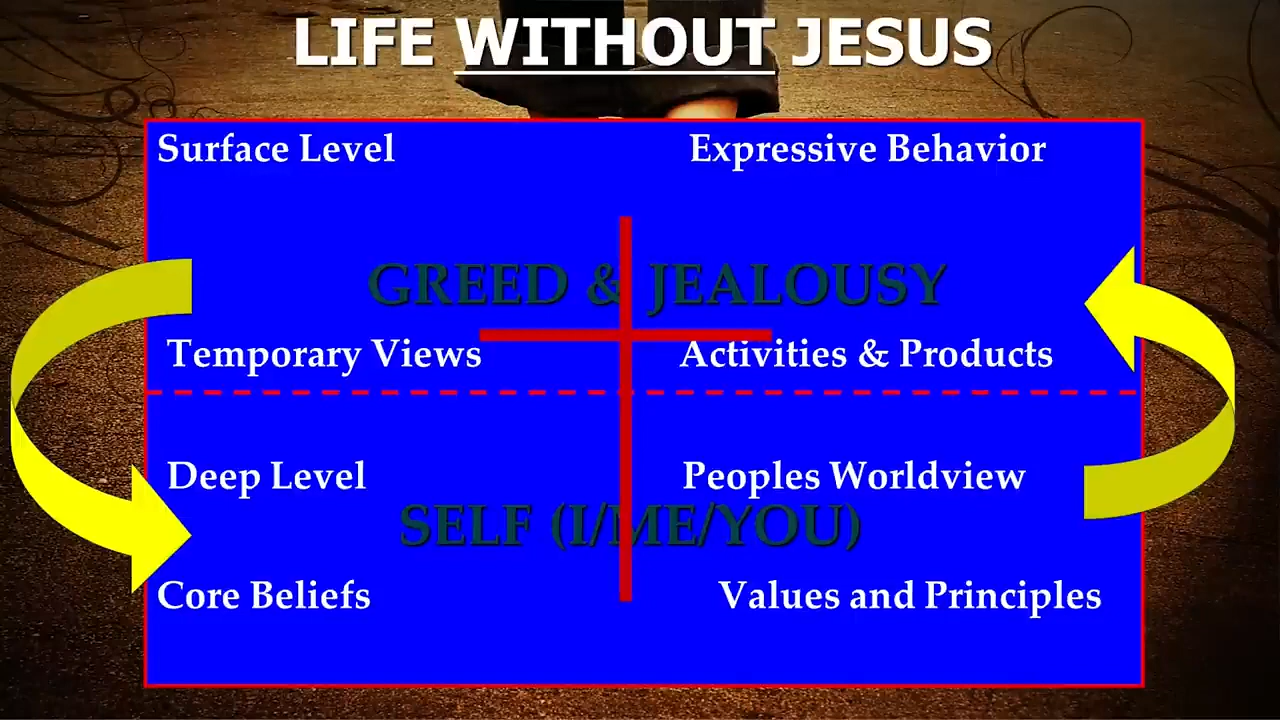 LIFE WITHOUT JESUS
Surface Level Expressive Behavior
GREED & JEALOUSY
Temporary Views Activities & Products
Deep Level Peoples Worldview
SELF (I/ME/YOU)
Core Beliefs Values and Principles